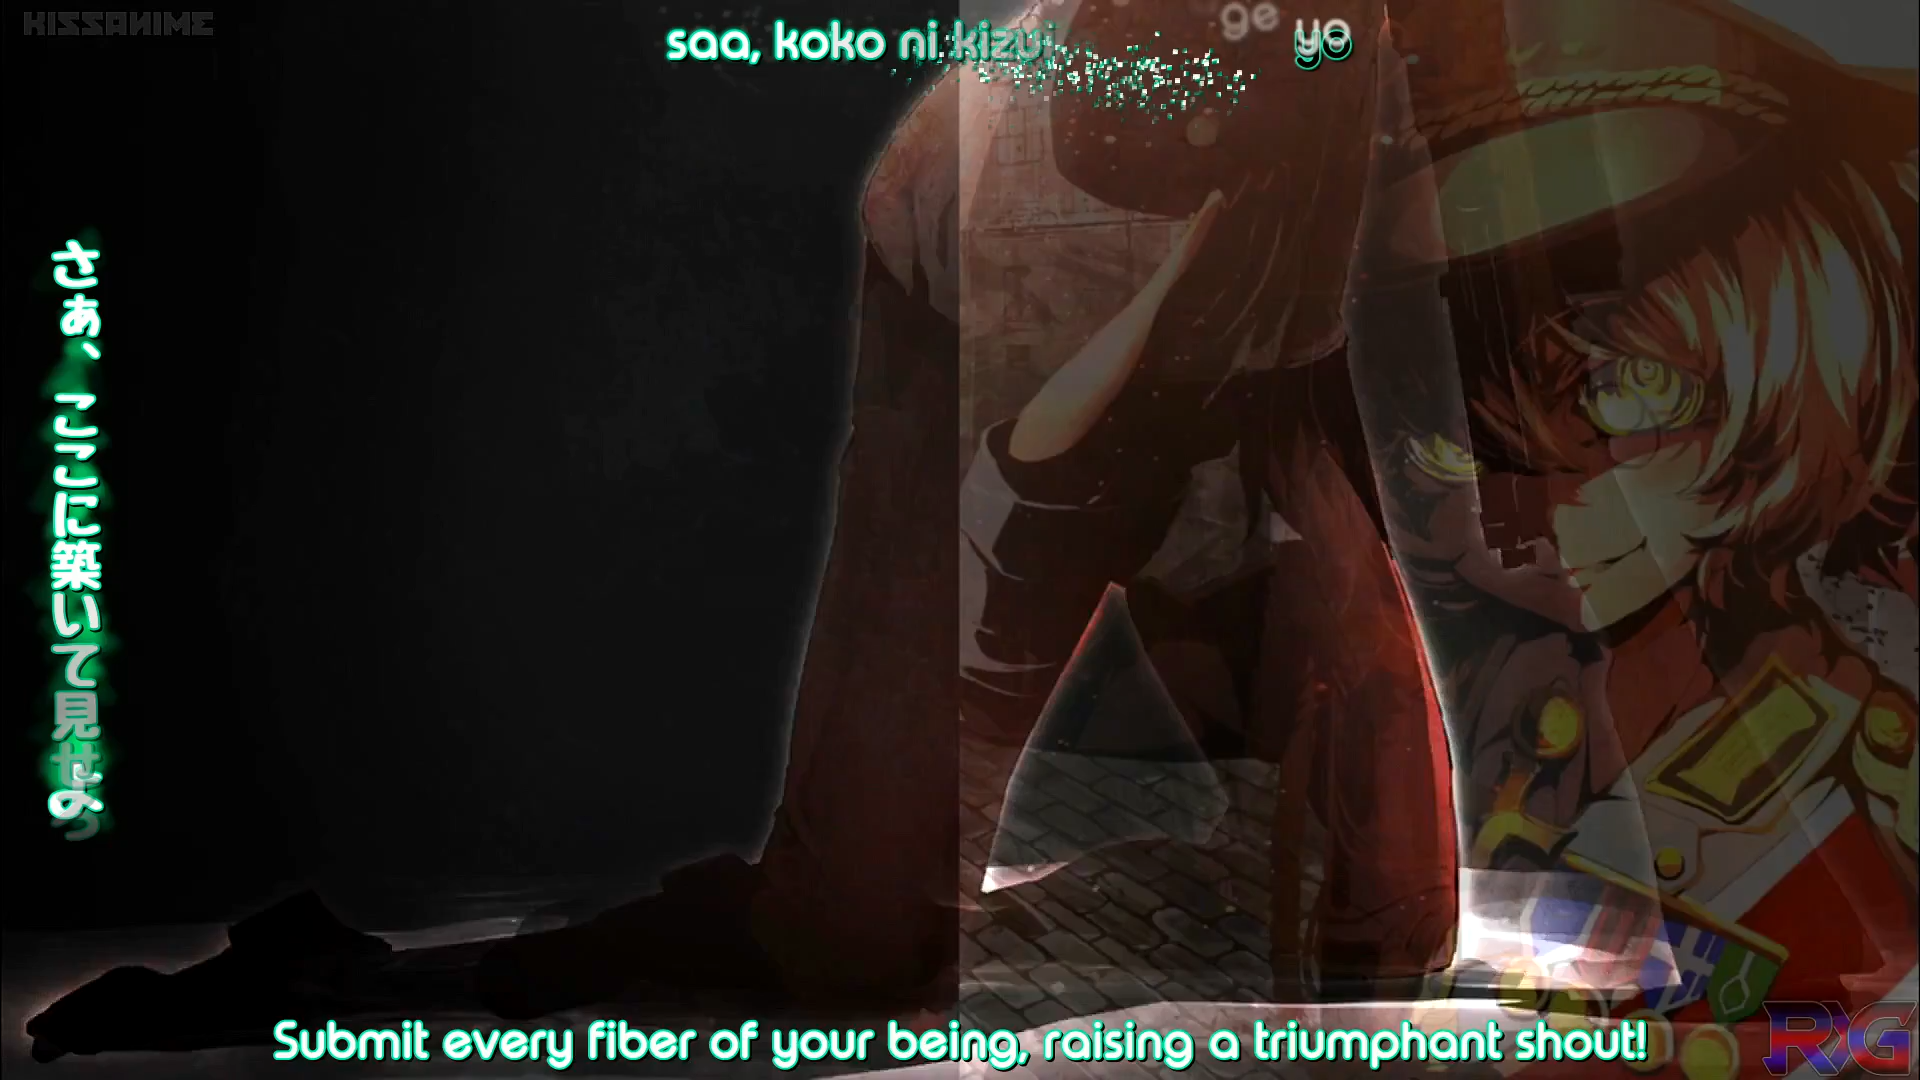 KISSANIME
saa, koko ni kizui ge yo
さぁ、ここに築いて見せよ
Submit every fiber of your being, raising a triumphant shout!
RG